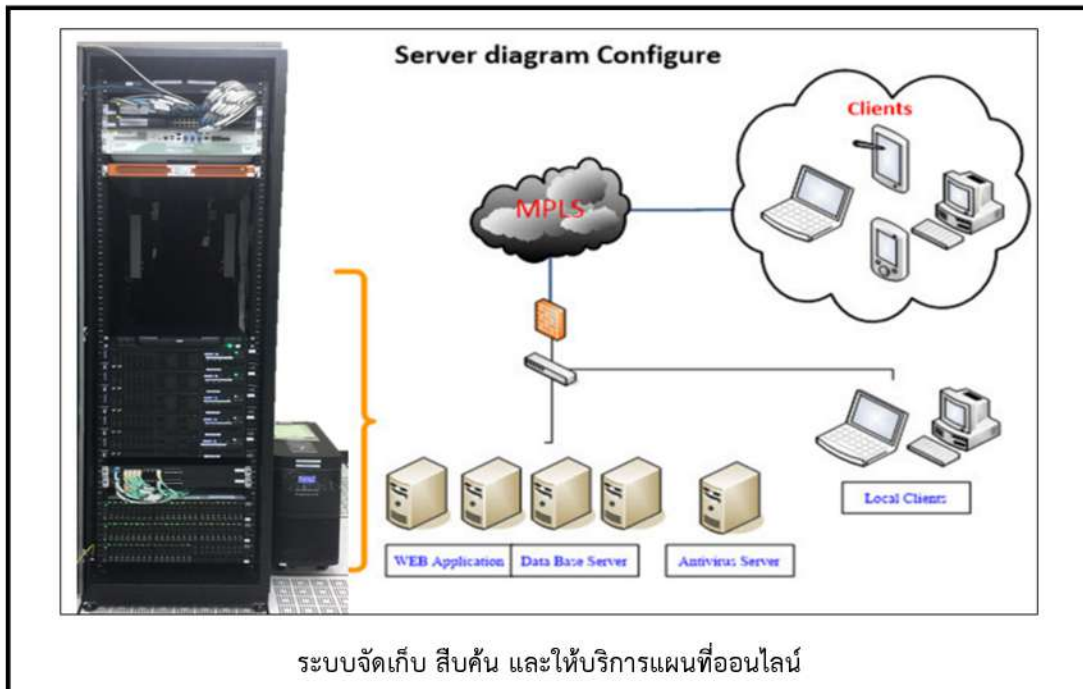 Server diagram Configure
Clients
MPLS
Local Clients
WEB Application
Data Base Server
Antivirus Server
ระบบจัดเก็บ สืบค้น และให้บริการแผนที่ออนไลน์